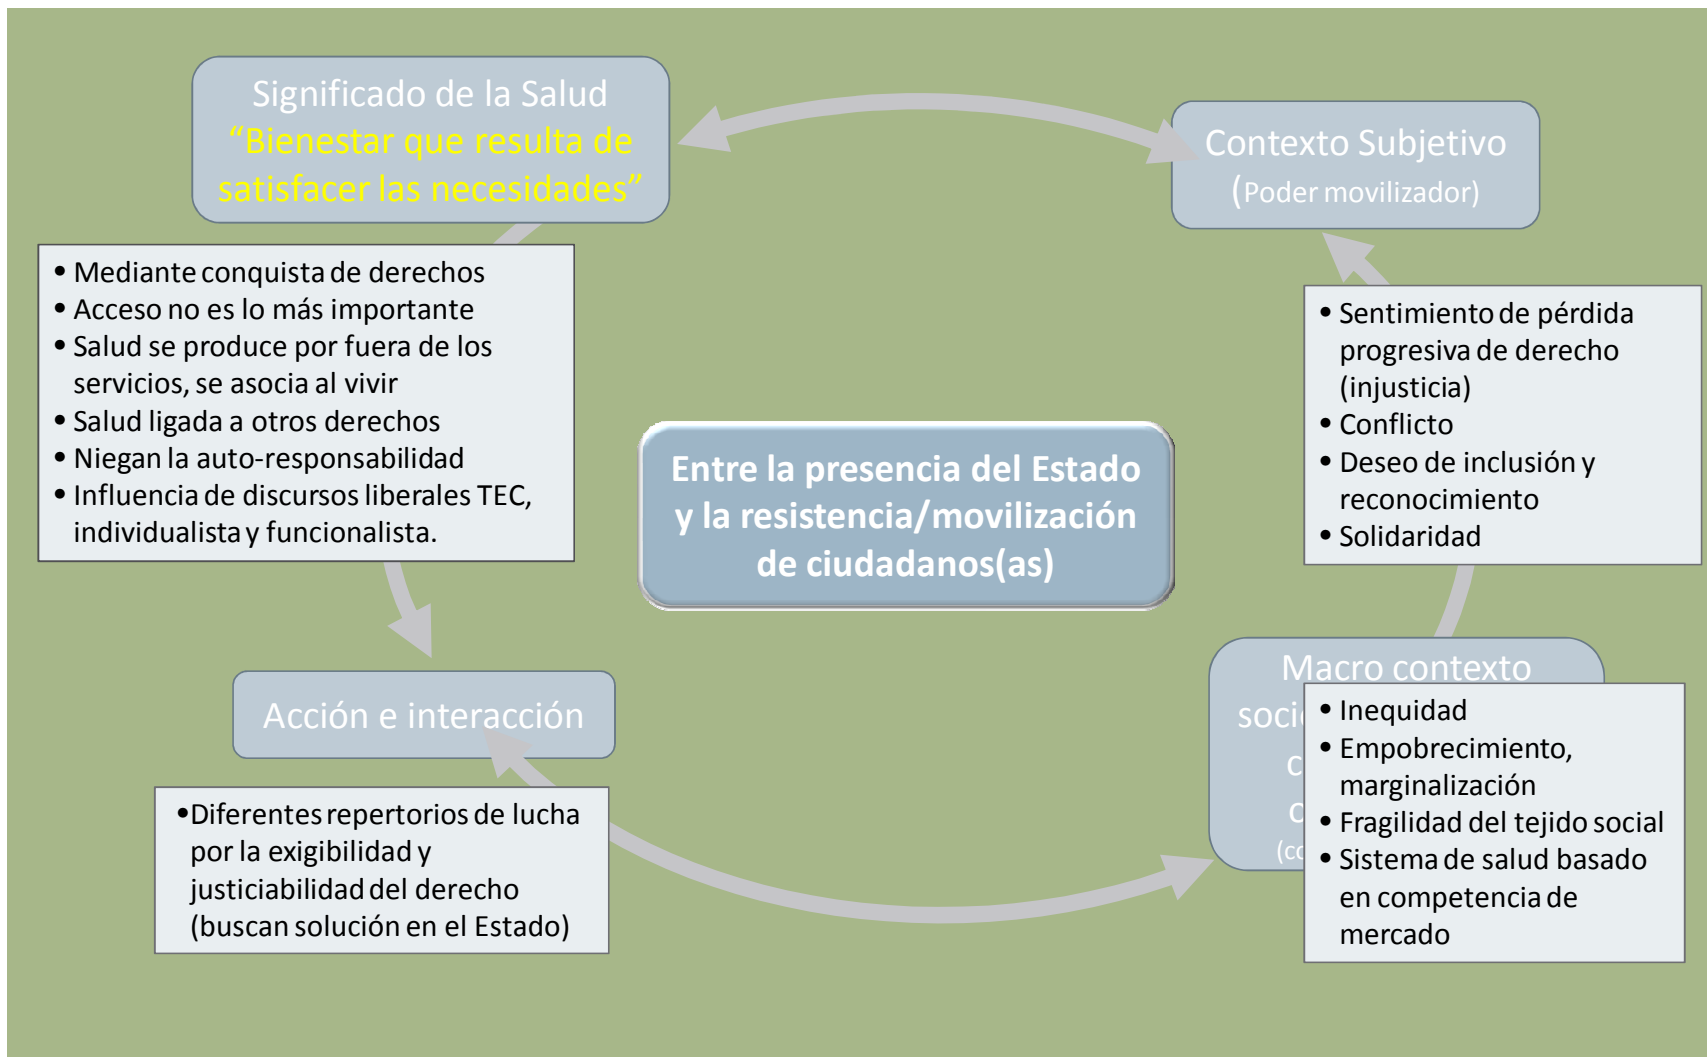 Significado de la Salud
“Bienestar que resulta de
satisfacer las necesidades”
• Mediante conquista de derechos
• Acceso no es lo más importante
• Salud se produce por fuera de los
servicios, se asocia al vivir
• Salud ligada a otros derechos
• Niegan la auto-responsabilidad
• Influencia de discursos liberales TEC,
individualista y funcionalista.
Contexto Subjetivo
(Poder movilizador)
• Sentimiento de pérdida
progresiva de derecho
(injusticia)
• Conflicto
• Deseo de inclusión y
reconocimiento
• Solidaridad
Entre la presencia del Estado
y la resistencia/movilización
de ciudadanos(as)
Acción e interacción
•Diferentes repertorios de lucha
por la exigibilidad y
justiciabilidad del derecho
(buscan solución en el Estado)
Macro contexto
• Inequidad
• Empobrecimiento,
marginalización
• Fragilidad del tejido social
• Sistema de salud basado
en competencia de
mercado